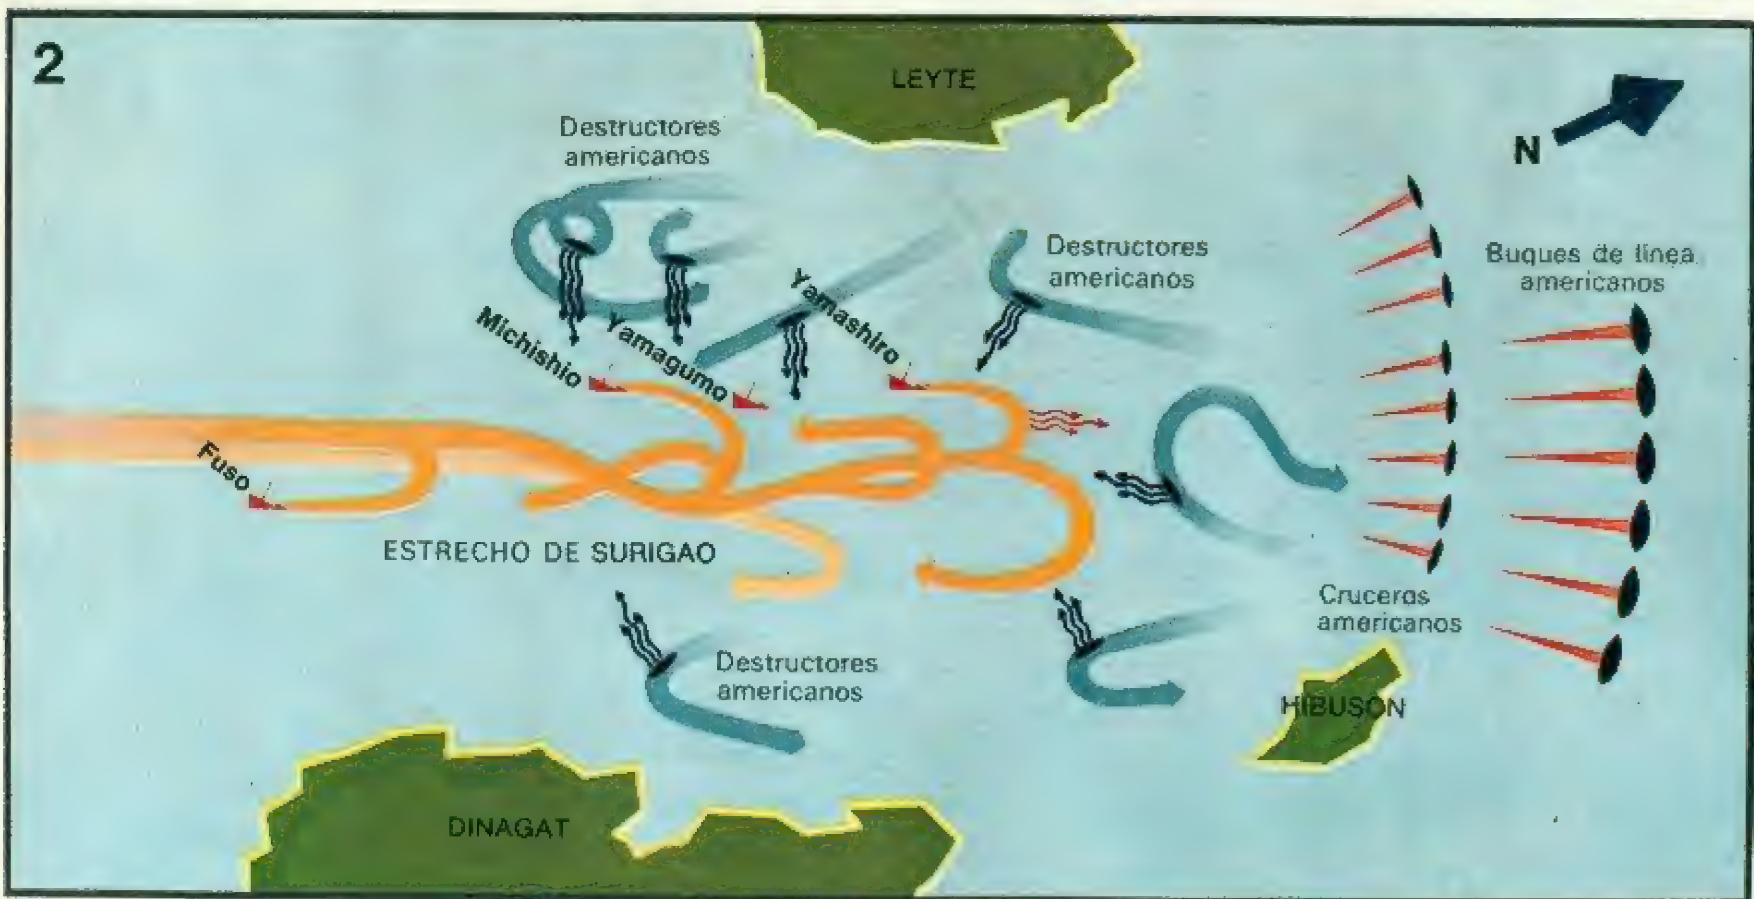 2
LEYTE
N
Destructores
americanos
Destructores
americanos
Buques de línea
americanos
Michishio
Yamagumo
Yamashiro
Fuso
ESTRECHO DE SURIGAO
Cruceros
americanos
Destructores
americanos
HIBUSON
DINAGAT